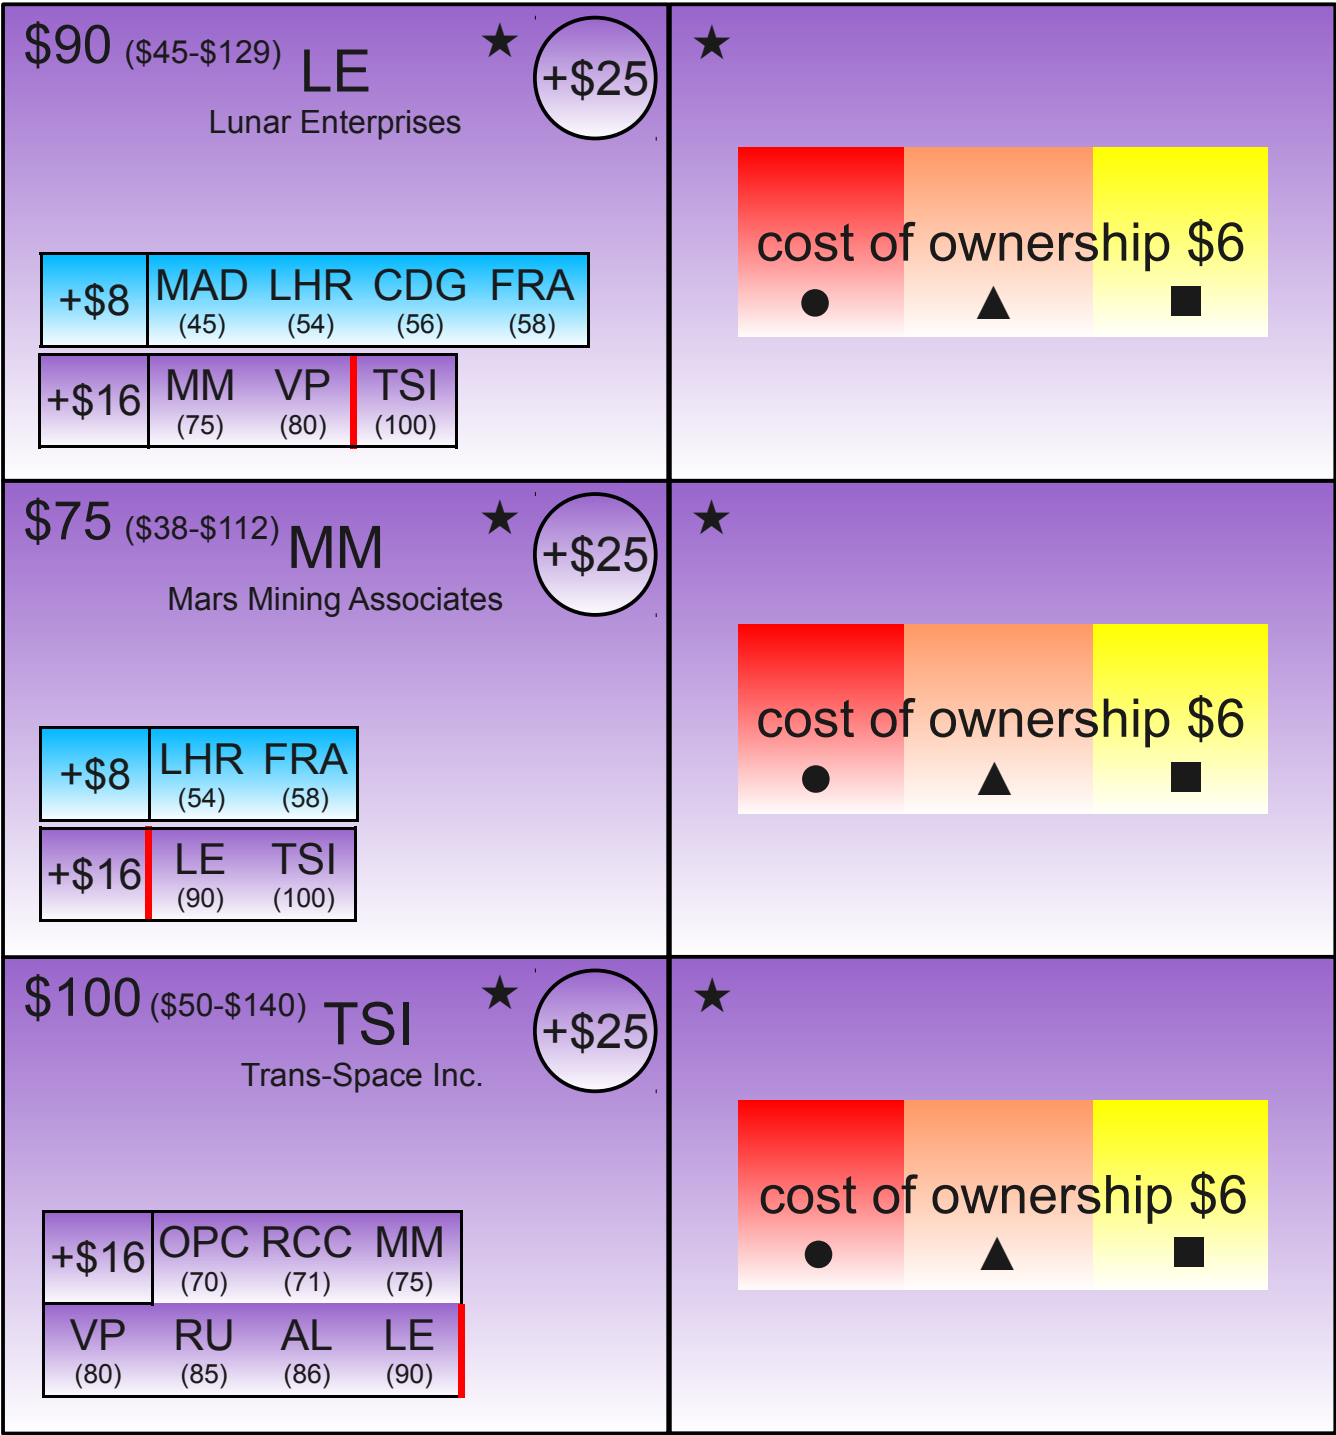 $90 ($45-$129) LE ★ +$25
Lunar Enterprises
+$8 MAD LHR CDG FRA
(45) (54) (56) (58)
+$16 MM VP TSI
(75) (80) (100)
★
cost of ownership $6
● ▲ ■
$75 ($38-$112) MM ★ +$25
Mars Mining Associates
+$8 LHR FRA
(54) (58)
+$16 LE TSI
(90) (100)
★
cost of ownership $6
● ▲ ■
$100 ($50-$140) TSI ★ +$25
Trans-Space Inc.
+$16 OPC RCC MM
(70) (71) (75)
VP RU AL LE
(80) (85) (86) (90)
★
cost of ownership $6
● ▲ ■